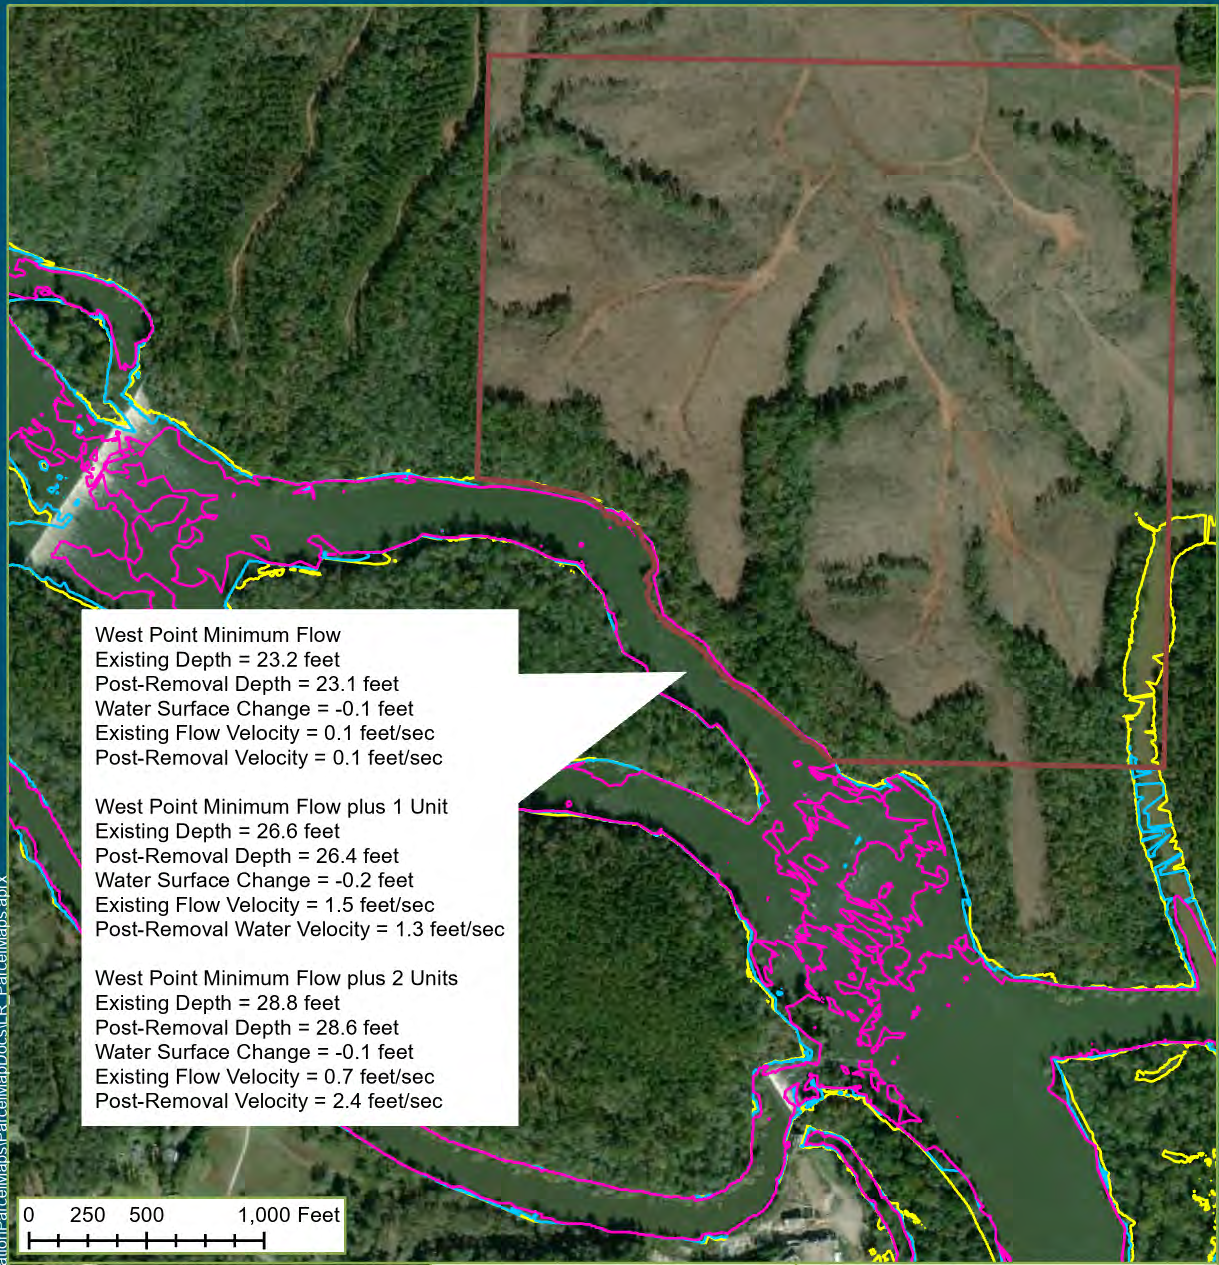 West Point Minimum Flow
Existing Depth = 23.2 feet
Post-Removal Depth = 23.1 feet
Water Surface Change = -0.1 feet
Existing Flow Velocity = 0.1 feet/sec
Post-Removal Velocity = 0.1 feet/sec
West Point Minimum Flow plus 1 Unit
Existing Depth = 26.6 feet
Post-Removal Depth = 26.4 feet
Water Surface Change = -0.2 feet
Existing Flow Velocity = 1.5 feet/sec
Post-Removal Water Velocity = 1.3 feet/sec
West Point Minimum Flow plus 2 Units
Existing Depth = 28.8 feet
Post-Removal Depth = 28.6 feet
Water Surface Change = -0.1 feet
Existing Flow Velocity = 0.7 feet/sec
Post-Removal Velocity = 2.4 feet/sec
0 250 500 1,000 Feet